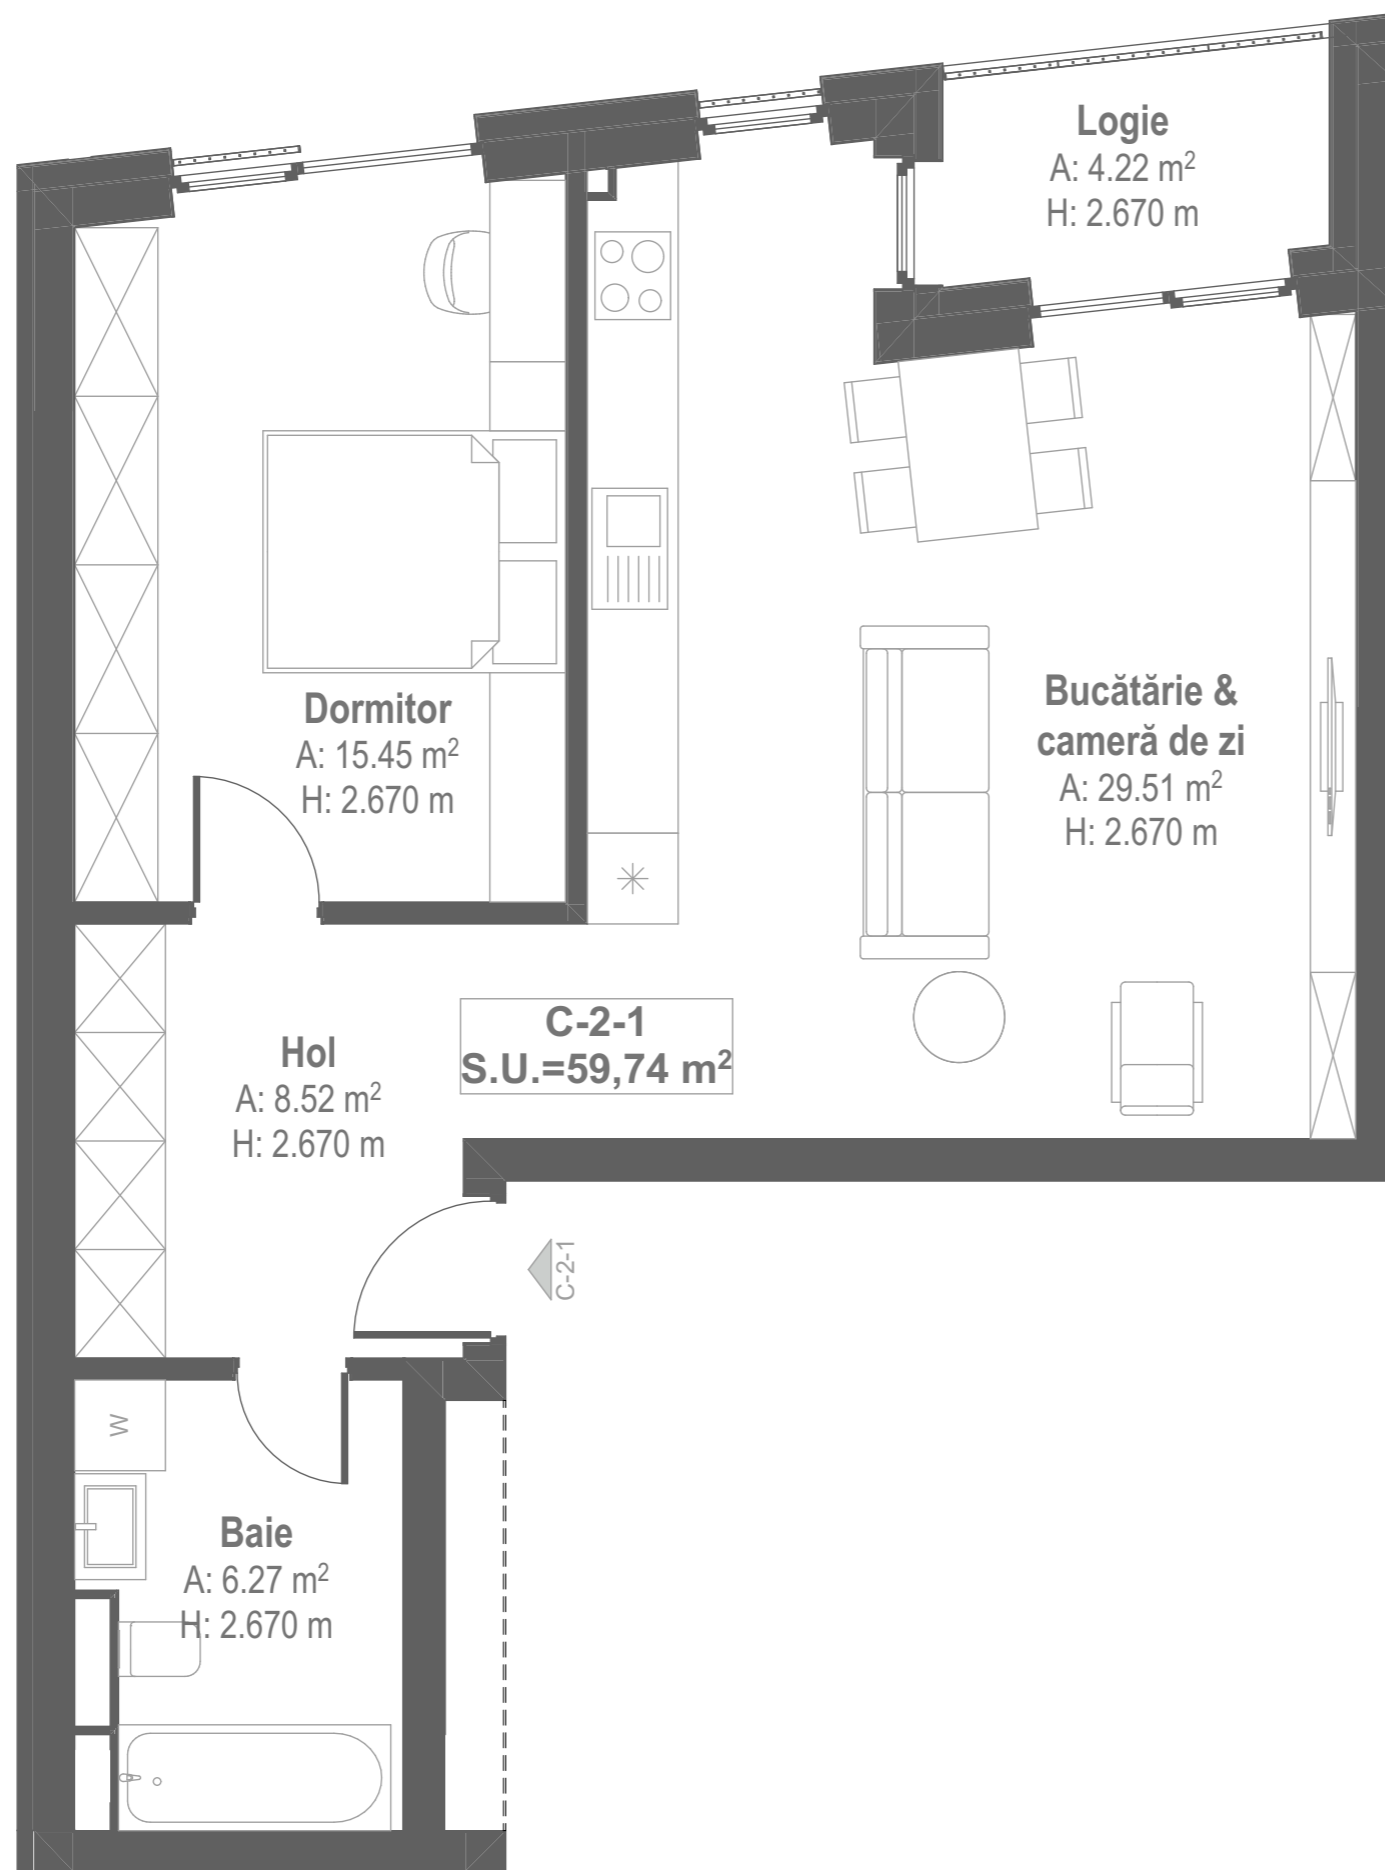 Logie
A: 4.22 m²
H: 2.670 m
Dormitor
A: 15.45 m²
H: 2.670 m
Bucătărie &
cameră de zi
A: 29.51 m²
H: 2.670 m
C-2-1
S.U.=59,74 m²
Hol
A: 8.52 m²
H: 2.670 m
C-2-1
W
Baie
A: 6.27 m²
H: 2.670 m